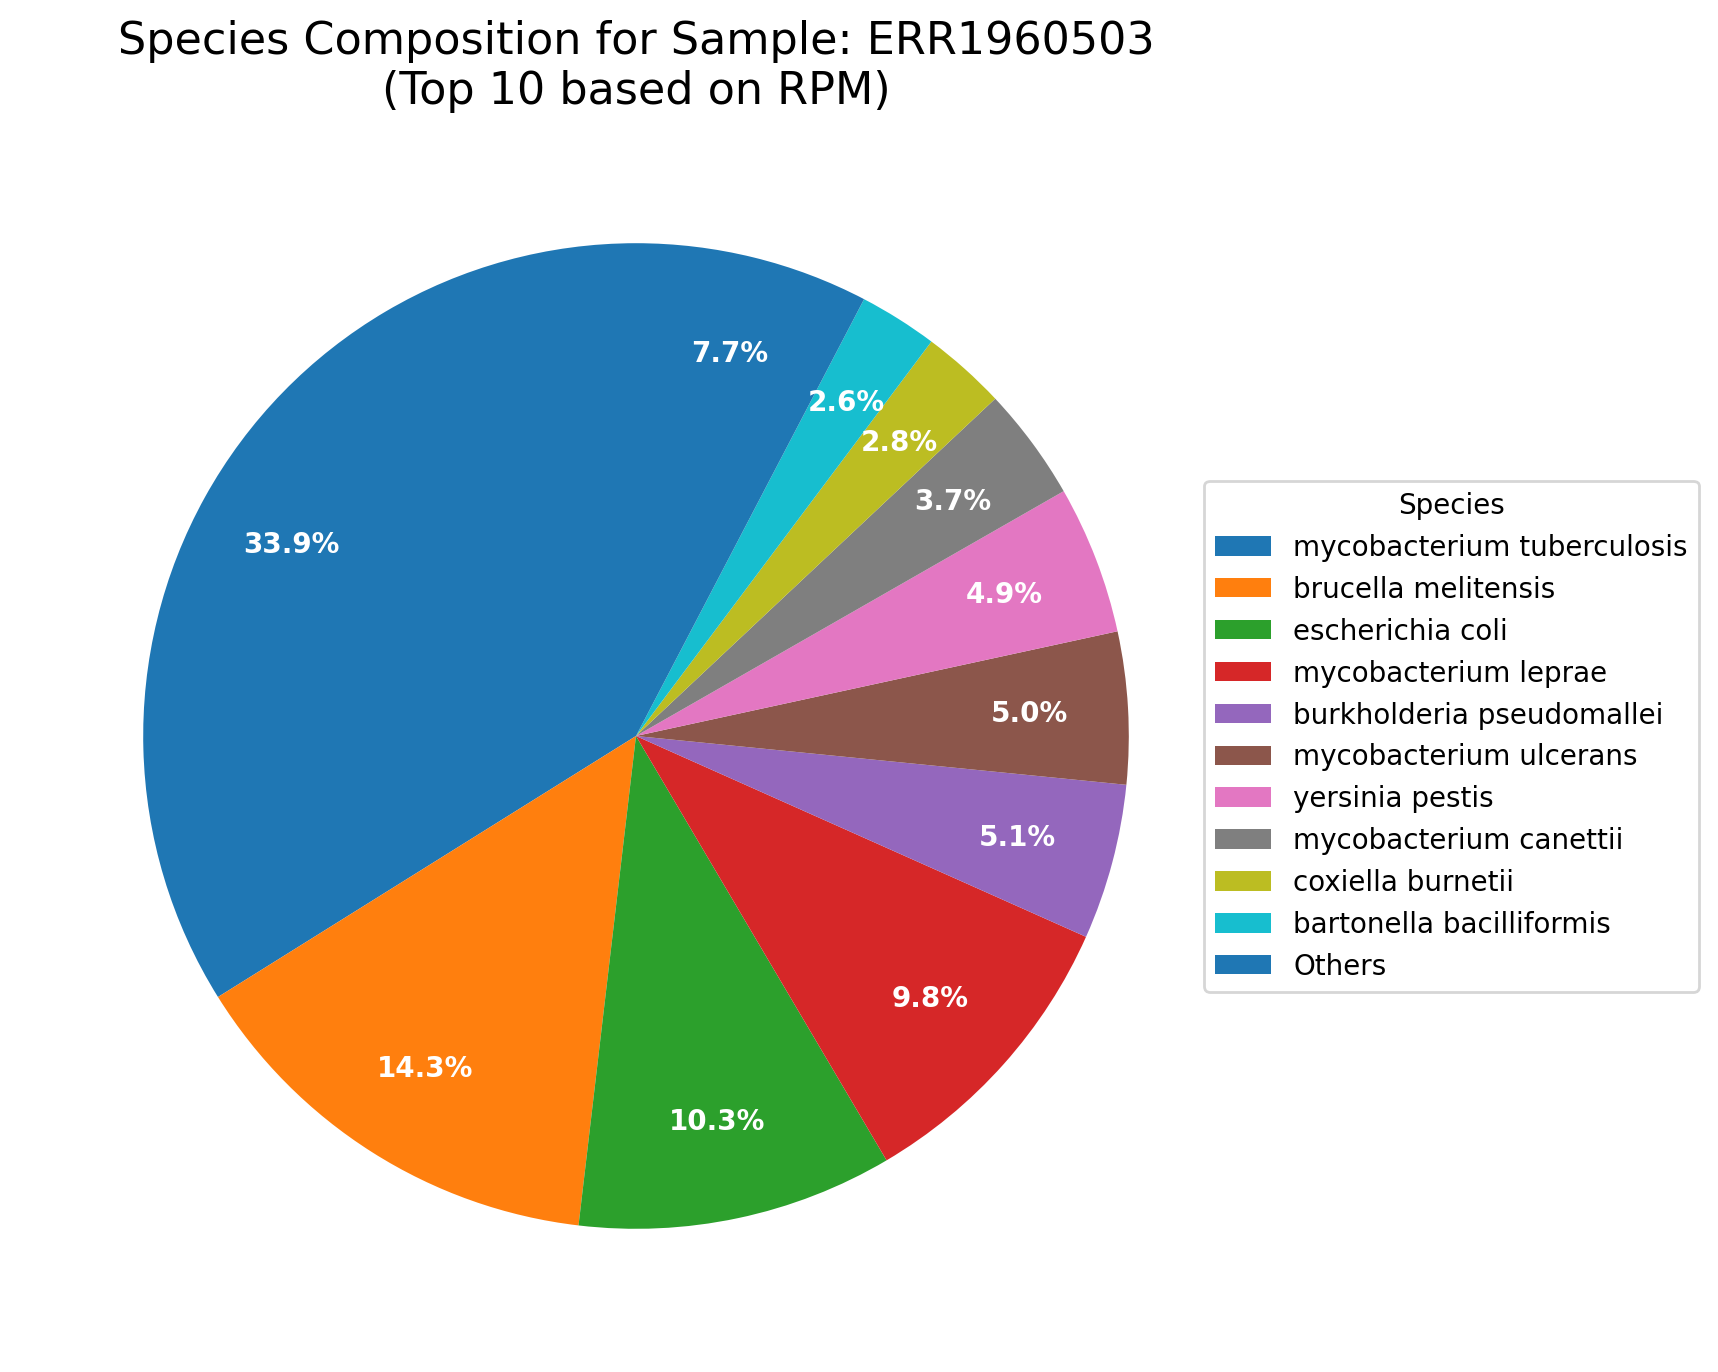 Species Composition for Sample: ERR1960503
(Top 10 based on RPM)
7.7%
2.6%
2.8%
3.7%
33.9%
4.9%
5.0%
5.1%
9.8%
14.3%
10.3%
Species
mycobacterium tuberculosis
brucella melitensis
escherichia coli
mycobacterium leprae
burkholderia pseudomallei
mycobacterium ulcerans
yersinia pestis
mycobacterium canettii
coxiella burnetii
bartonella bacilliformis
Others